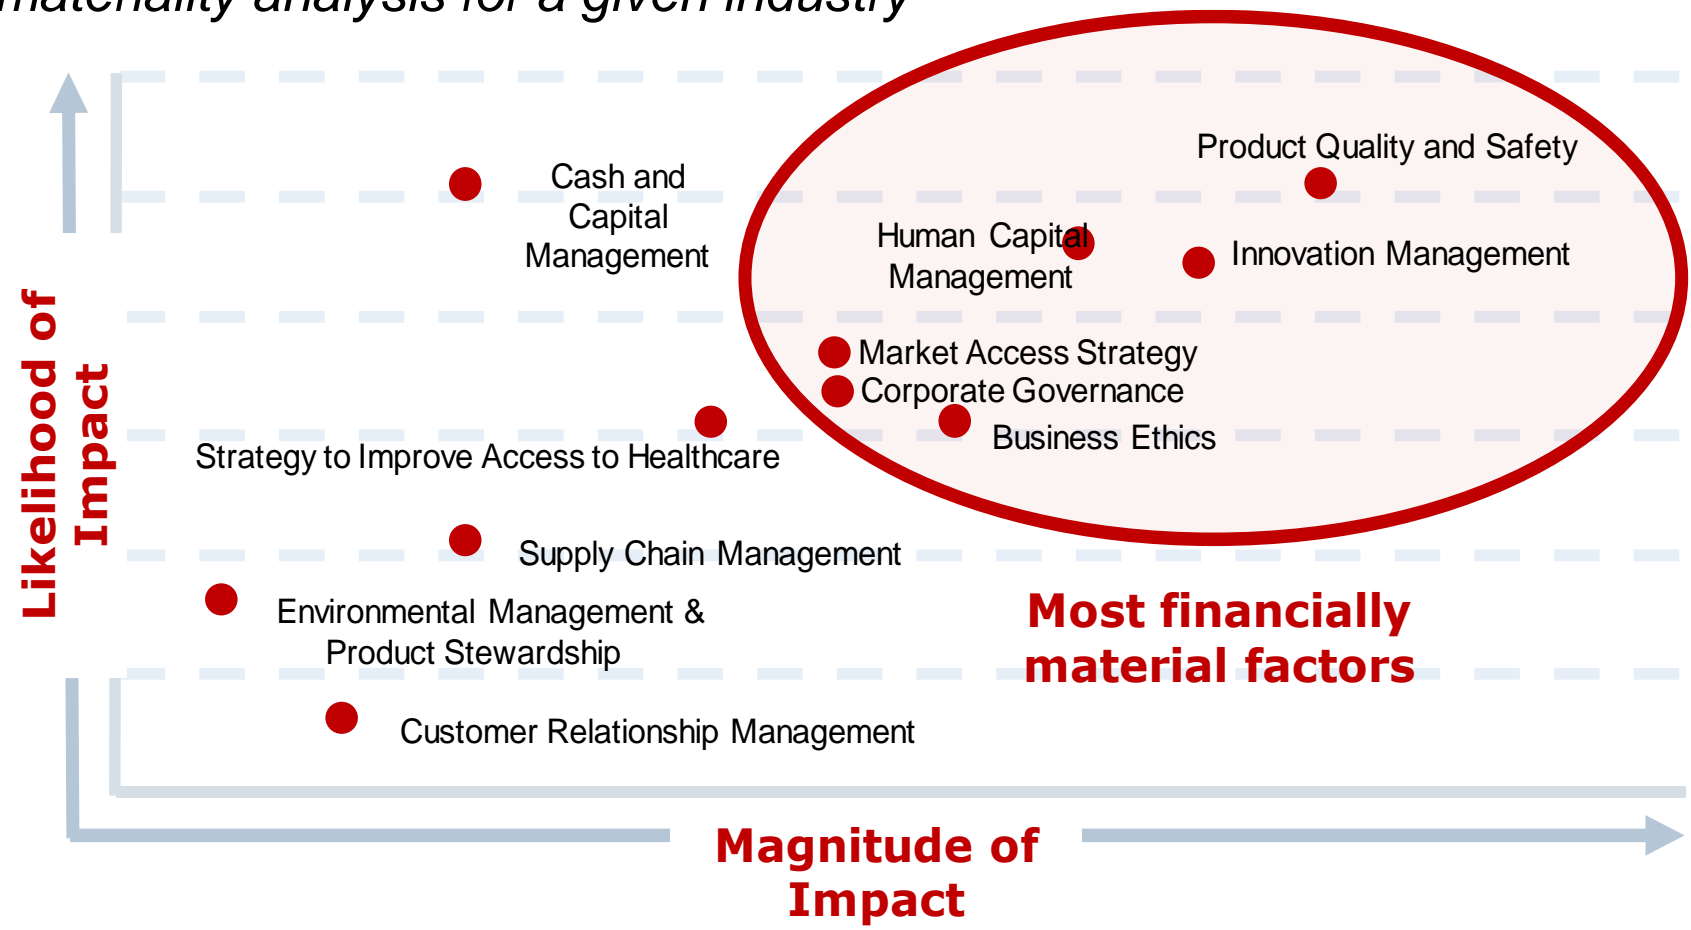 materiality analysis for a given industry
Product Quality and Safety
Cash and
Capital
Management
Human Capital
Management
Innovation Management
Market Access Strategy
Corporate Governance
Business Ethics
Strategy to Improve Access to Healthcare
Supply Chain Management
Environmental Management &
Product Stewardship
Most financially
material factors
Customer Relationship Management
Likelihood of
Impact
Magnitude of
Impact